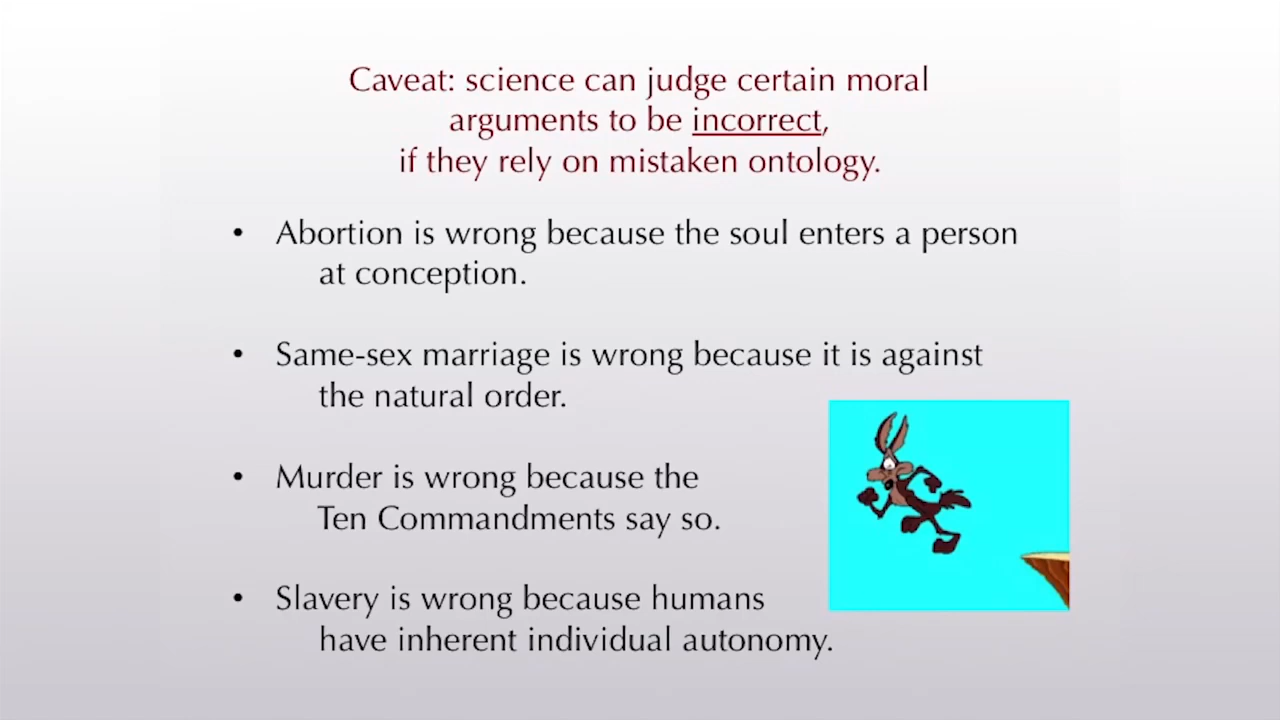 Caveat: science can judge certain moral
arguments to be incorrect,
if they rely on mistaken ontology.
• Abortion is wrong because the soul enters a person
at conception.
• Same-sex marriage is wrong because it is against
the natural order.
• Murder is wrong because the
Ten Commandments say so.
• Slavery is wrong because humans
have inherent individual autonomy.